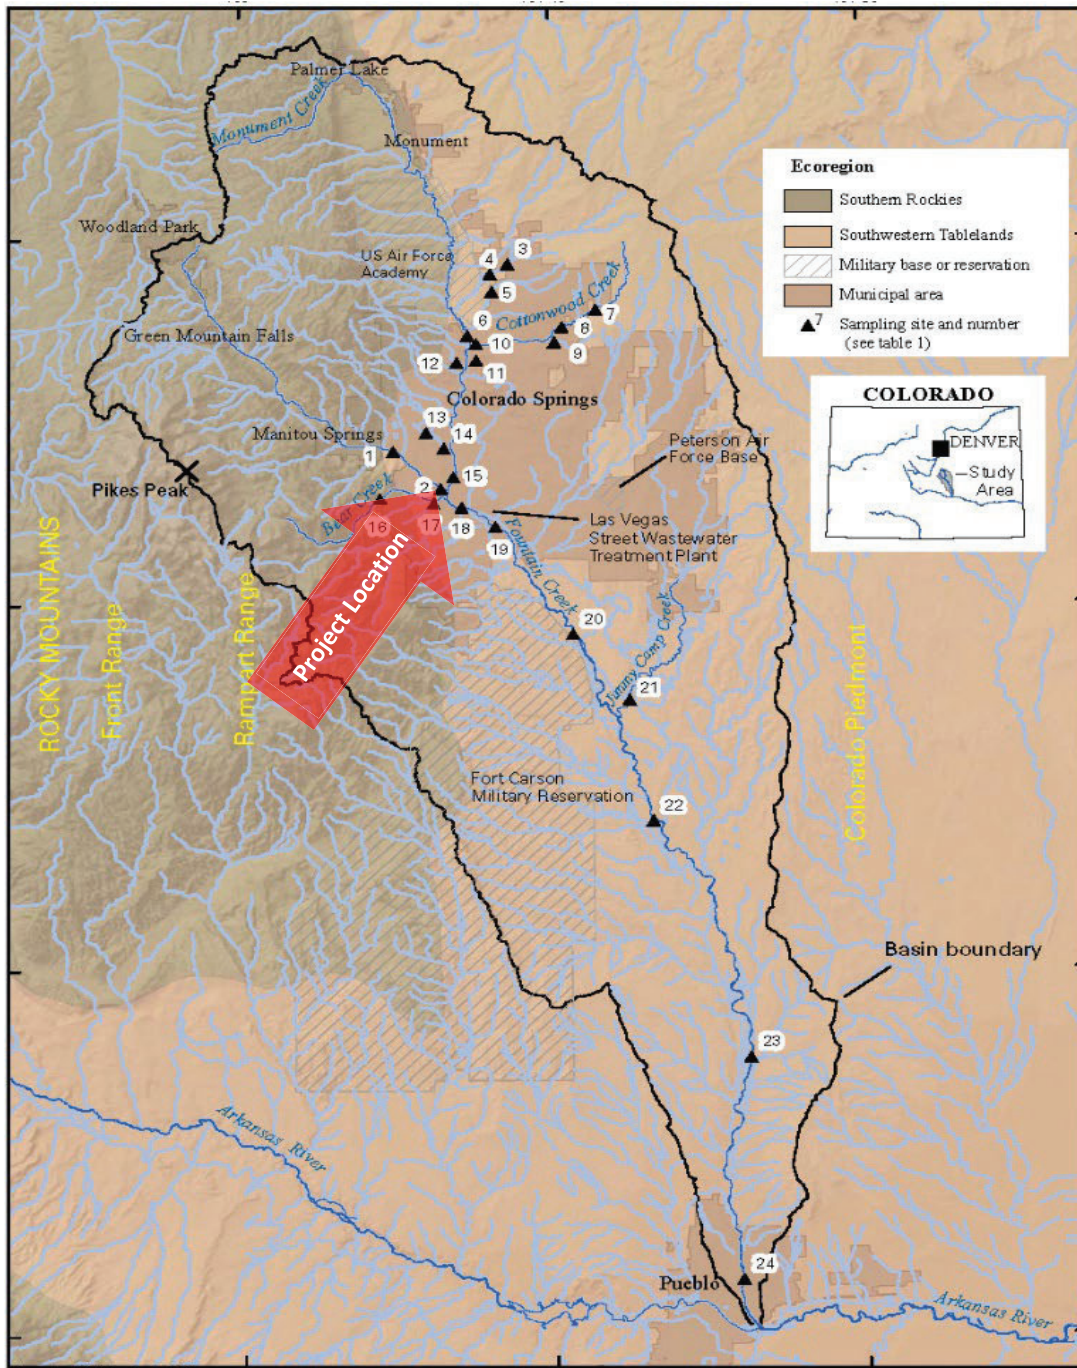 Palmer Lake
Monument Creek
Monument
Woodland Park
US Air Force
Academy
3
4
5
6
Cottonwood Creek
7
8
9
10
11
12
Green Mountain Falls
Colorado Springs
13
14
Manitou Springs
1
15
2
Pikes Peak
Bear Creek
16
17
18
19
Peterson Air
Force Base
Las Vegas
Street Wastewater
Treatment Plant
Fountain Creek
20
Jimmy Camp Creek
21
Project Location
ROCKY MOUNTAINS
Front Range
Rampart Range
Colorado Piedmont
Fort Carson
Military Reservation
22
Basin boundary
23
Arkansas River
24
Pueblo
Arkansas River
Ecoregion
Southern Rockies
Southwestern Tablelands
Military base or reservation
Municipal area
7 Sampling site and number
(see table 1)
COLORADO
DENVER
Study
Area